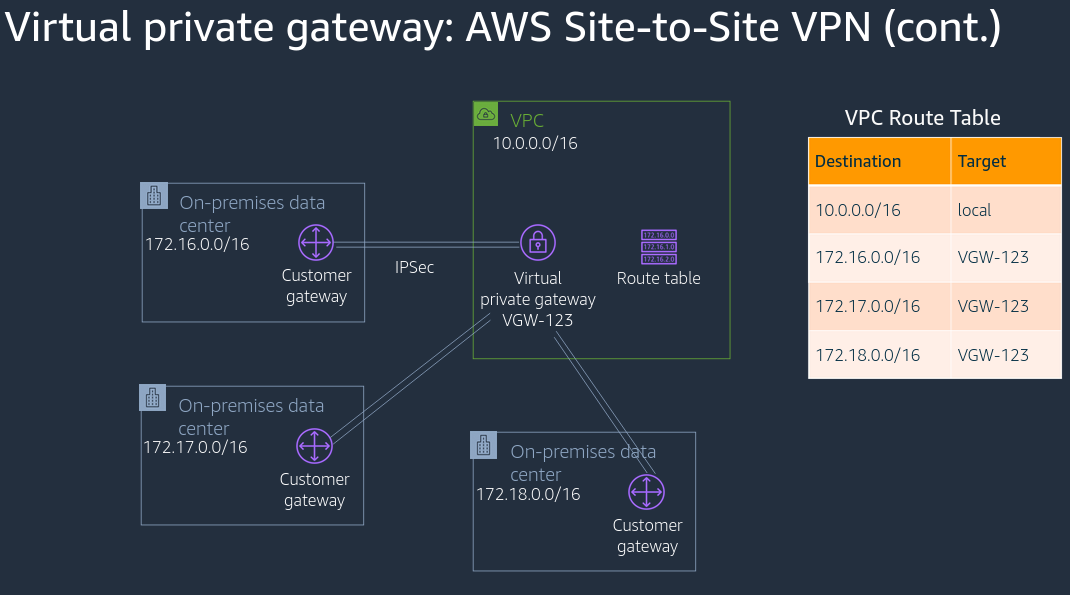 Virtual private gateway: AWS Site-to-Site VPN (cont.)
VPC
10.0.0.0/16
VPC Route Table
Destination Target
10.0.0.0/16 local
172.16.0.0/16 VGW-123
172.17.0.0/16 VGW-123
172.18.0.0/16 VGW-123
On-premises data
center
172.16.0.0/16
Customer
gateway
IPSec
Virtual
private gateway
VGW-123
172.16.0.0
172.16.1.0
172.16.2.0
Route table
On-premises data
center
172.17.0.0/16
Customer
gateway
On-premises data
center
172.18.0.0/16
Customer
gateway